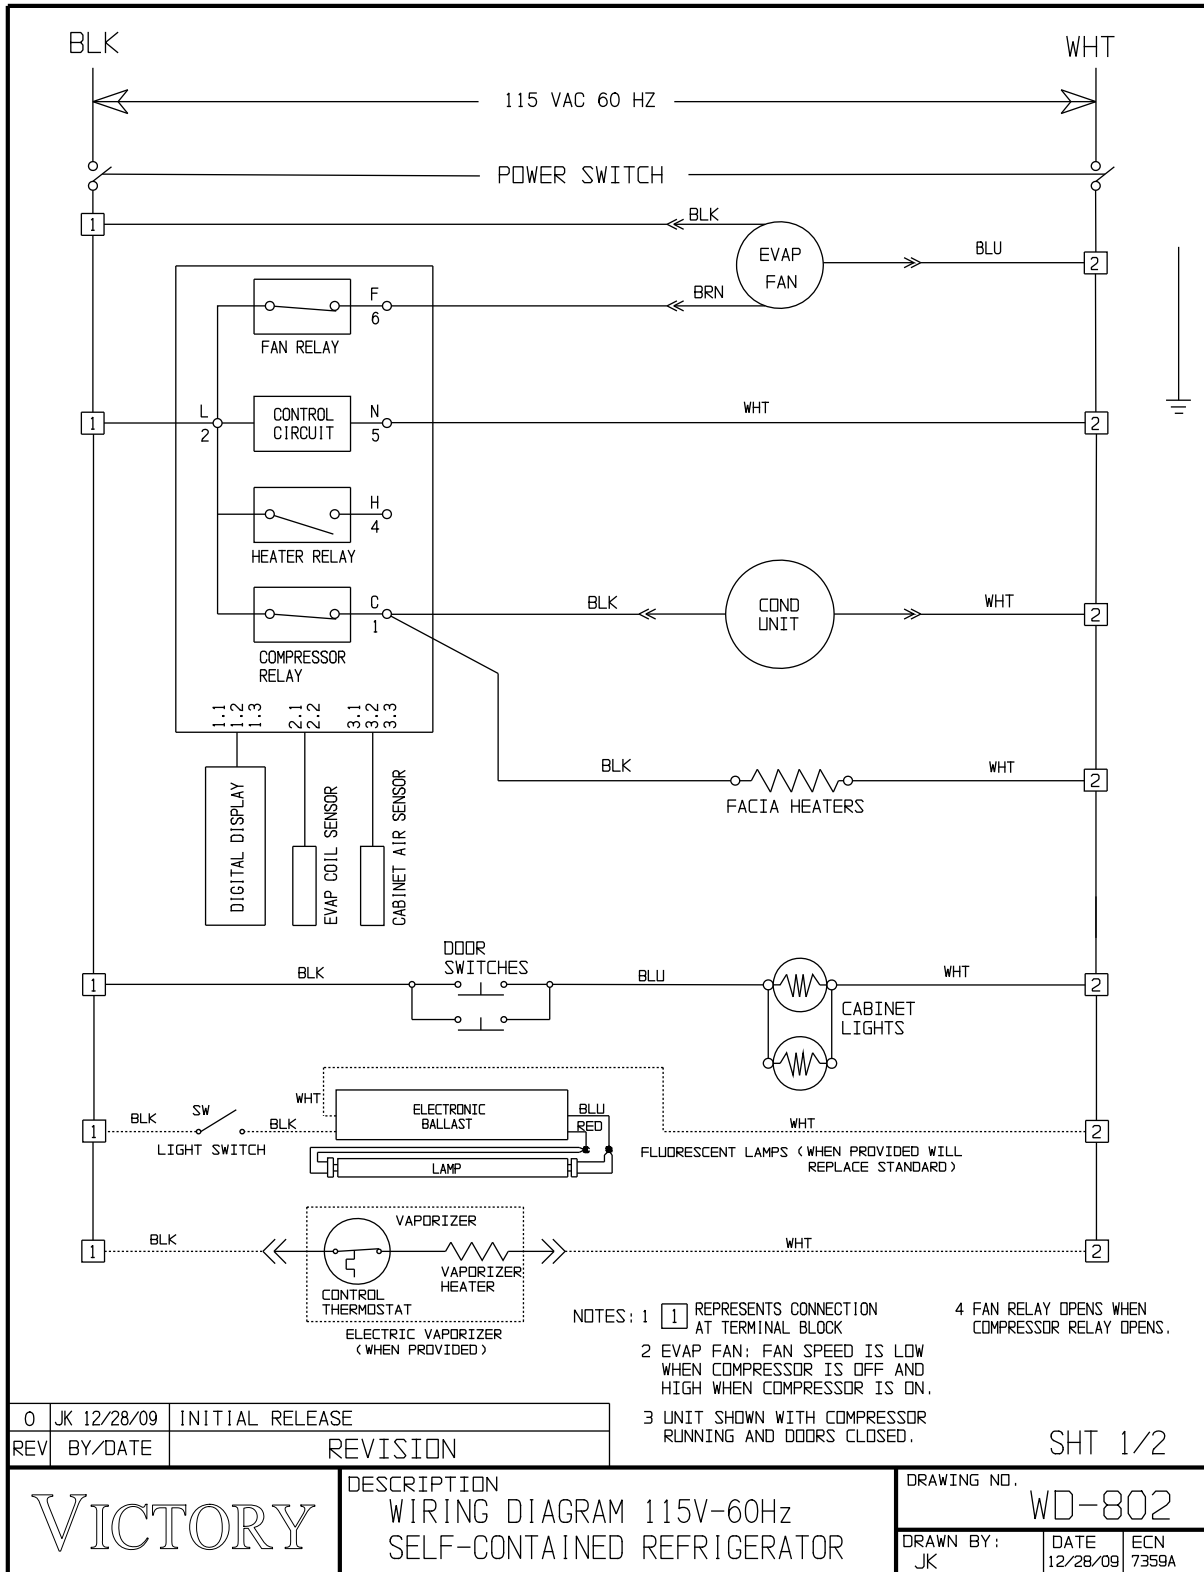 BLK
WHT
115 VAC 60 HZ
POWER SWITCH
1
BLK
EVAP
FAN
BLU
2
BRN
F
6
FAN RELAY
1
L
2
CONTROL
CIRCUIT
N
5
WHT
2
H
4
HEATER RELAY
C
1
COMPRESSOR
RELAY
BLK
COND
UNIT
WHT
2
1.1
1.2
1.3
2.1
2.2
3.1
3.2
3.3
DIGITAL DISPLAY
EVAP COIL SENSOR
CABINET AIR SENSOR
BLK
FACIA HEATERS
WHT
2
1
BLK
DOOR
SWITCHES
BLU
CABINET
LIGHTS
WHT
2
1
BLK
SW
LIGHT SWITCH
BLK
WHT
ELECTRONIC
BALLAST
BLU
RED
LAMP
WHT
2
FLUORESCENT LAMPS (WHEN PROVIDED WILL
REPLACE STANDARD)
1
BLK
VAPORIZER
CONTROL
THERMOSTAT
VAPORIZER
HEATER
ELECTRIC VAPORIZER
(WHEN PROVIDED)
WHT
2
NOTES: 1 1 REPRESENTS CONNECTION
AT TERMINAL BLOCK
2 EVAP FAN: FAN SPEED IS LOW
WHEN COMPRESSOR IS OFF AND
HIGH WHEN COMPRESSOR IS ON.
3 UNIT SHOWN WITH COMPRESSOR
RUNNING AND DOORS CLOSED.
4 FAN RELAY OPENS WHEN
COMPRESSOR RELAY OPENS.
SHT 1/2
0 JK 12/28/09 INITIAL RELEASE
REV BY/DATE REVISION
VICTORY
DESCRIPTION
WIRING DIAGRAM 115V-60Hz
SELF-CONTAINED REFRIGERATOR
DRAWING NO.
WD-802
DRAWN BY:
JK
DATE
12/28/09
ECN
7359A